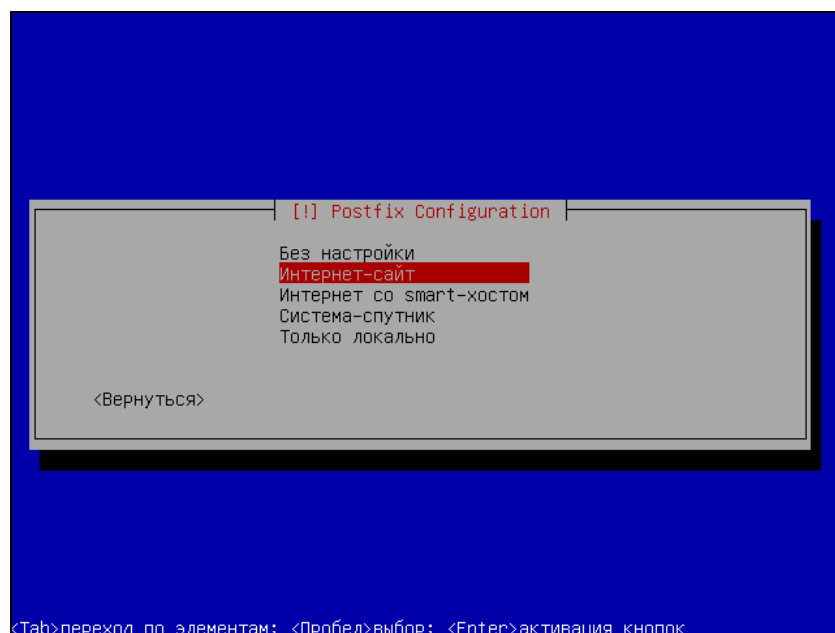 [!] Postfix Configuration
Без настройки
Интернет-сайт
Интернет со smart-хостом
Система-спутник
Только локально
<Вернуться>
<Tab>переход по элементам; <Пробел>выбор; <Enter>активация кнопок